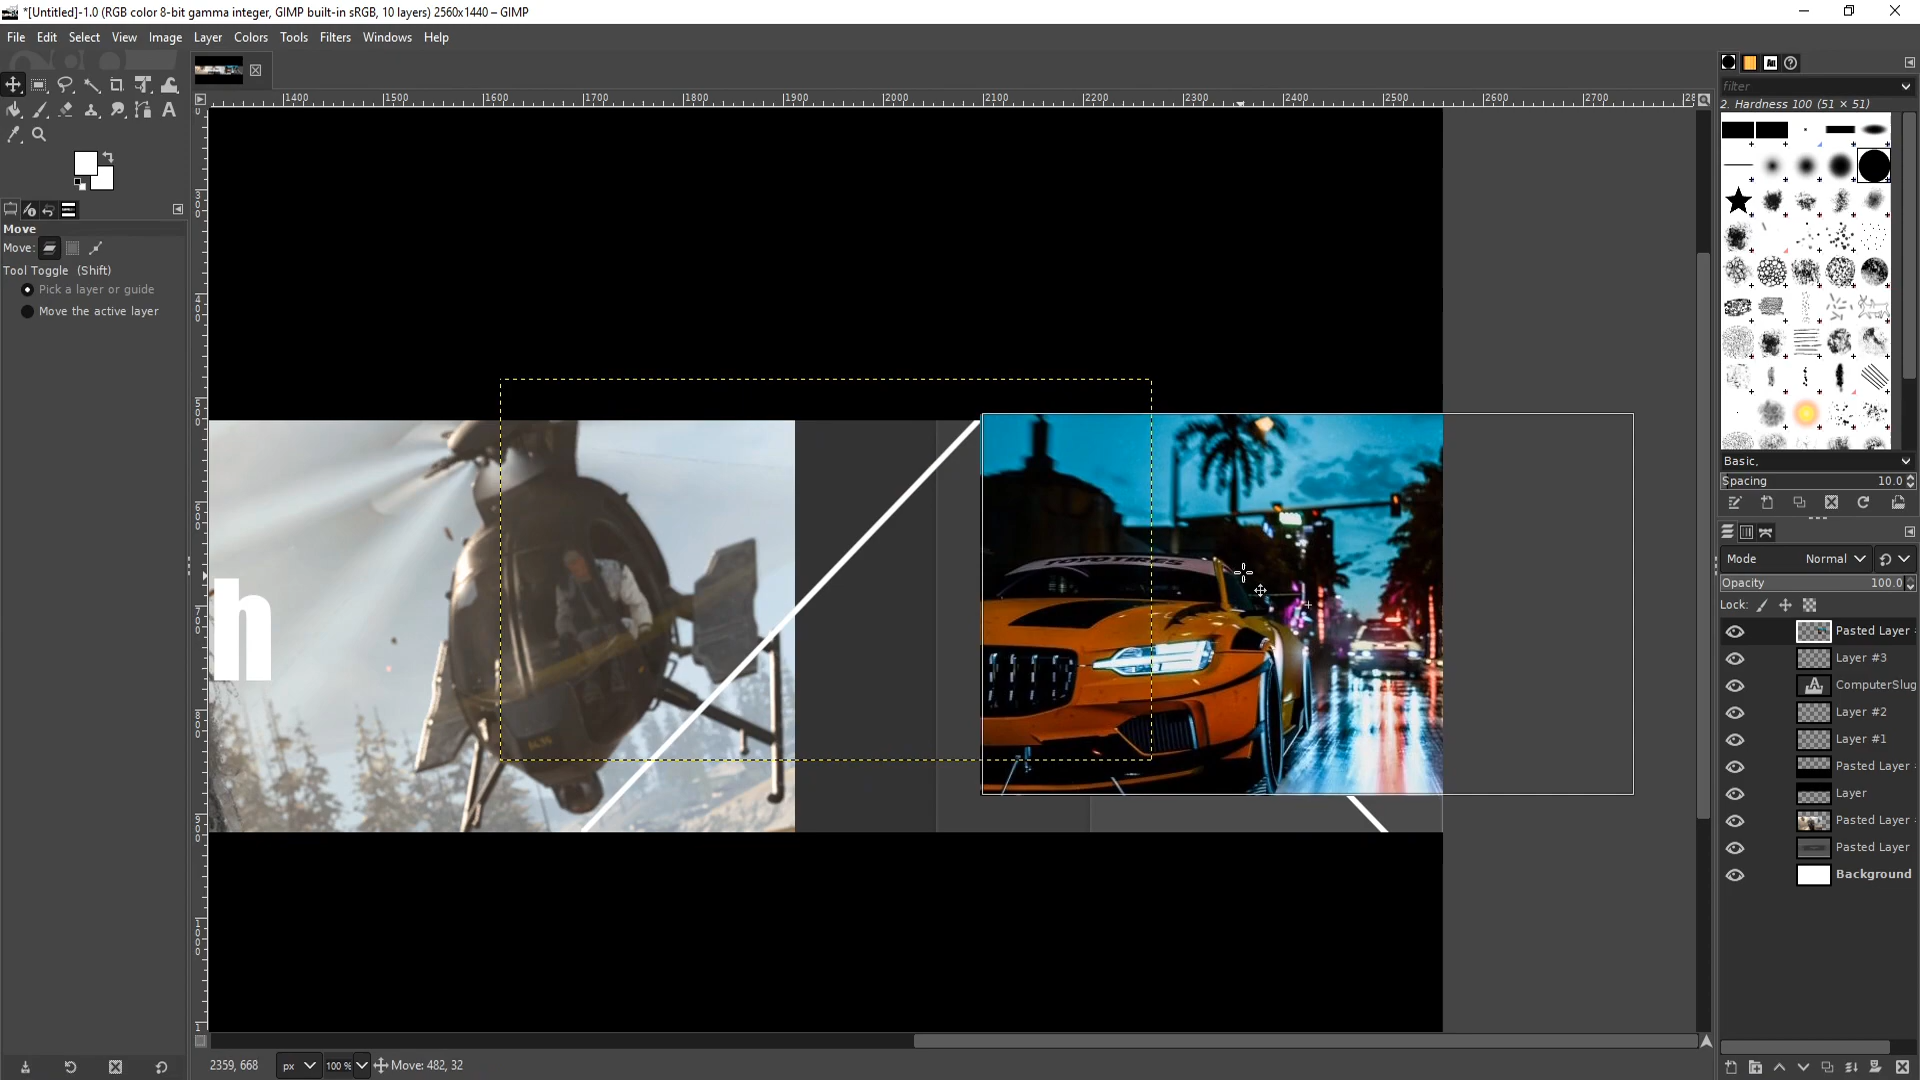 *[Untitled]-1.0 (RGB color 8-bit gamma integer, GIMP built-in sRGB, 10 layers) 2560x1440 – GIMP
File Edit Select View Image Layer Colors Tools Filters Windows Help
filter
2. Hardness 100 (51 × 51)
1400 1500 1600 1700 1800 1900 2000 2100 2200 2300 2400 2500 2600 2700
Move
Move:
Tool Toggle (Shift)
Pick a layer or guide
Move the active layer
h
TOYO TIRES
Basic,
Spacing 10.0
Mode Normal
Opacity 100.0
Lock:
Pasted Layer
Layer #3
ComputerSlug
Layer #2
Layer #1
Pasted Layer
Layer
Pasted Layer
Pasted Layer
Background
2359, 668 px 100 % Move: 482, 32